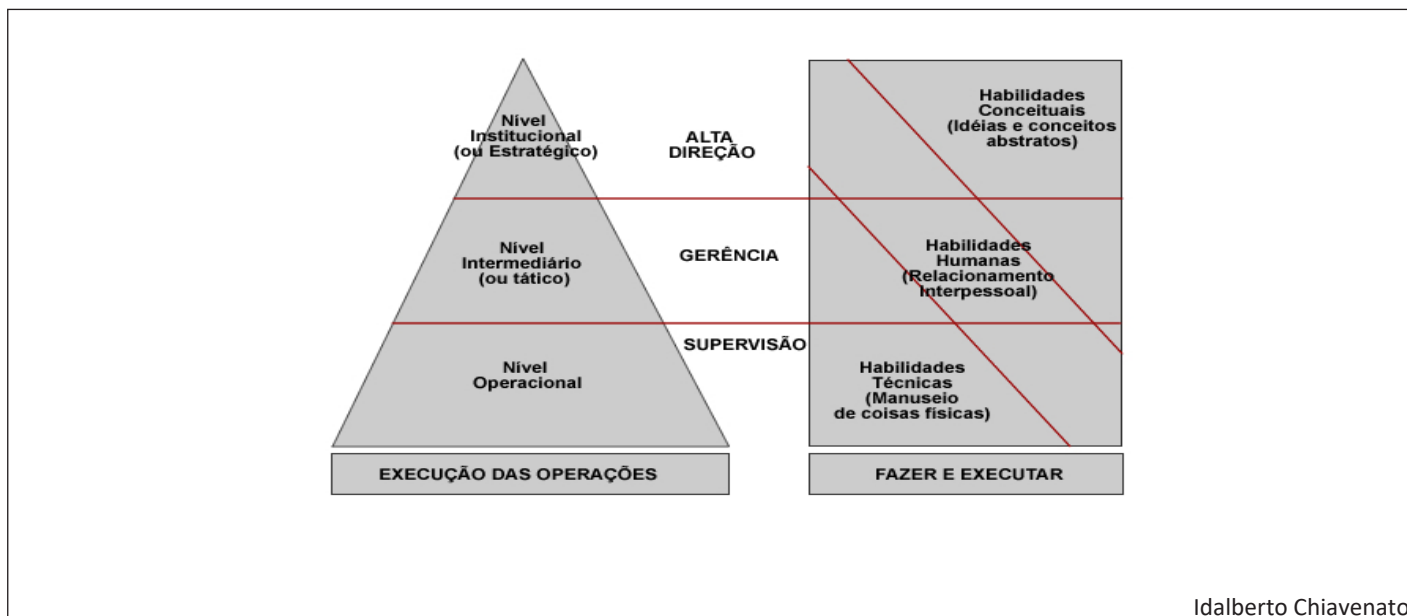 Nível
Institucional
(ou Estratégico)
ALTA
DIREÇÃO
Habilidades
Conceituais
(Idéias e conceitos
abstratos)
Nível
Intermediário
(ou tático)
GERÊNCIA
Habilidades
Humanas
(Relacionamento
Interpessoal)
Nível
Operacional
SUPERVISÃO
Habilidades
Técnicas
(Manuseio
de coisas físicas)
EXECUÇÃO DAS OPERAÇÕES
FAZER E EXECUTAR
Idalberto Chiavenato